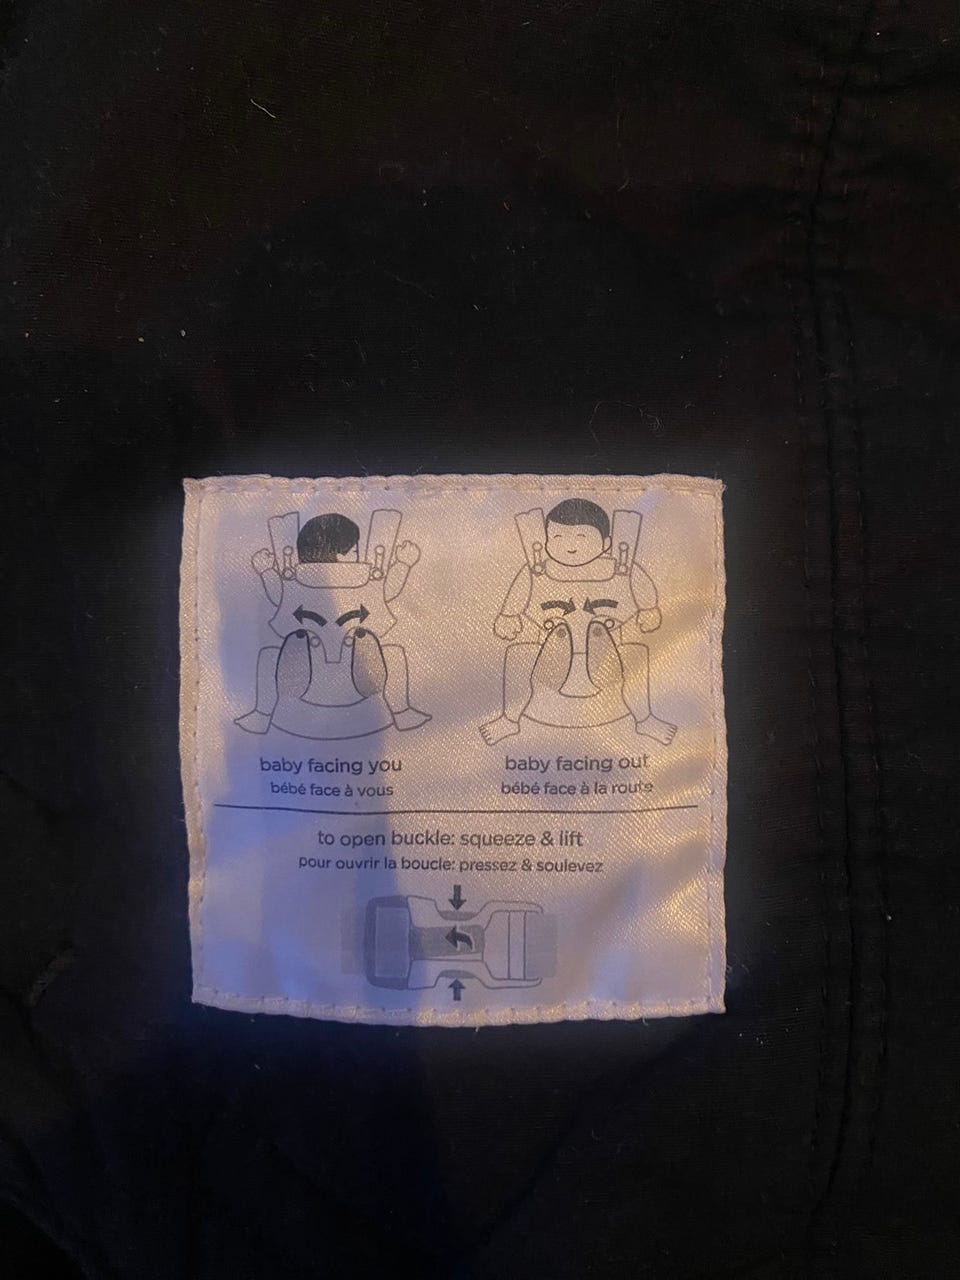 baby facing you
bébé face à vous
baby facing out
bébé face à la route
to open buckle: squeeze & lift
pour ouvrir la boucle: pressez & soulevez